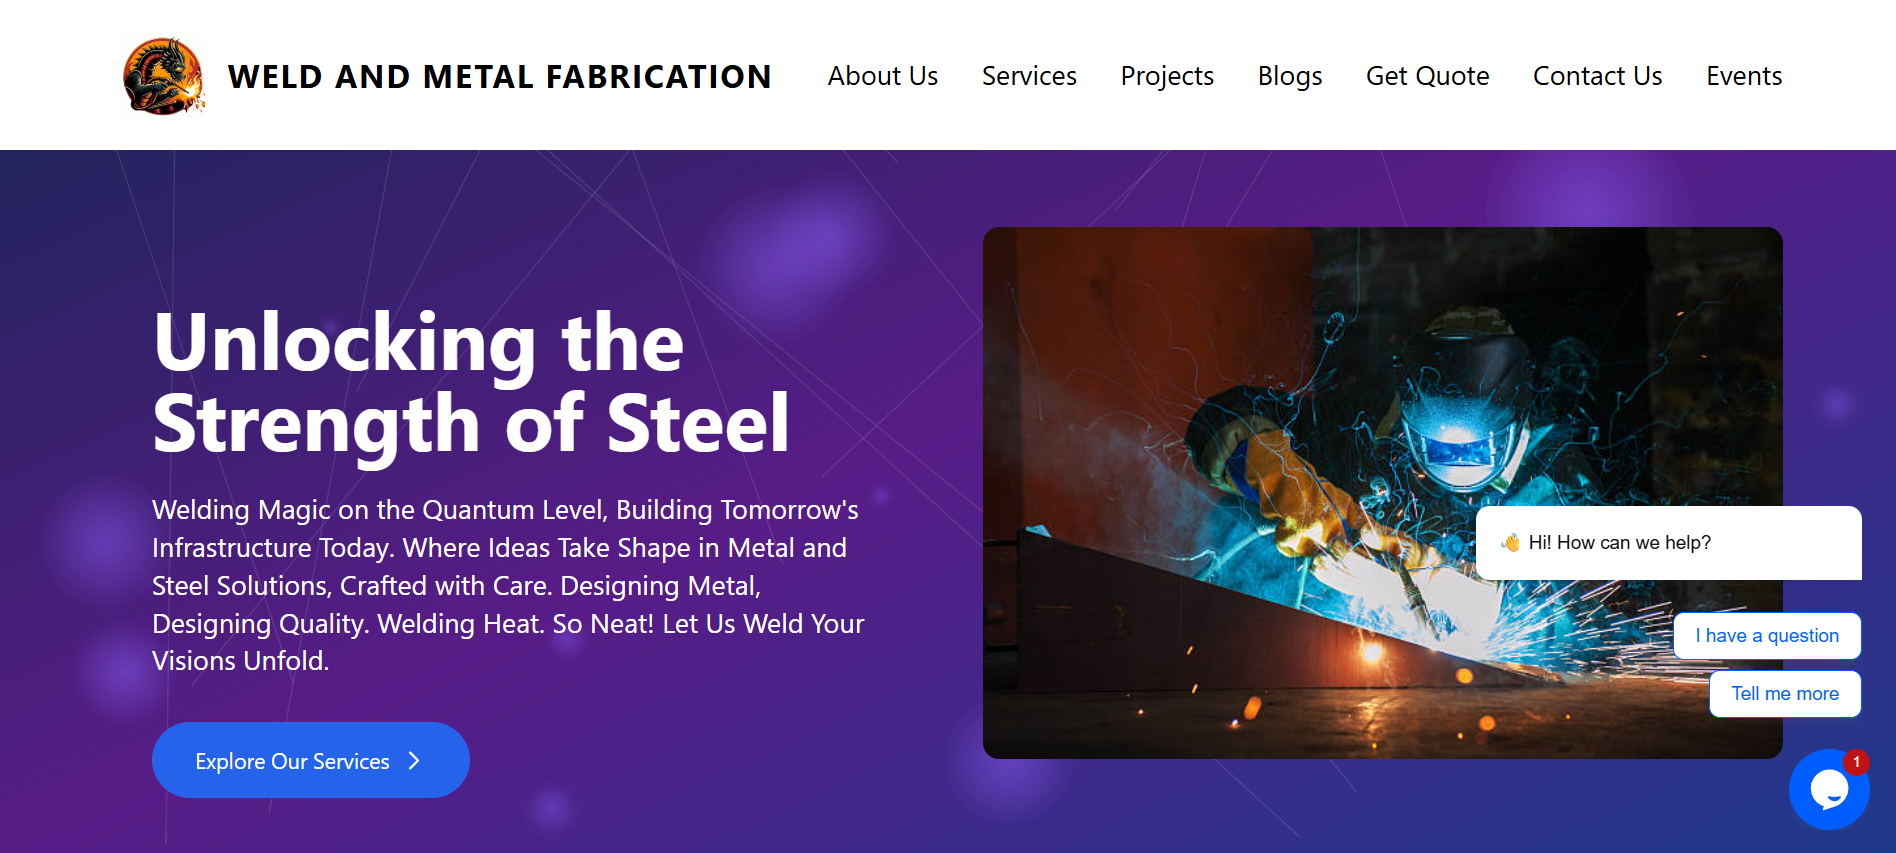 WELD AND METAL FABRICATION
About Us
Services
Projects
Blogs
Get Quote
Contact Us
Events
Unlocking the
Strength of Steel
Welding Magic on the Quantum Level, Building Tomorrow's
Infrastructure Today. Where Ideas Take Shape in Metal and
Steel Solutions, Crafted with Care. Designing Metal,
Designing Quality. Welding Heat. So Neat! Let Us Weld Your
Visions Unfold.
Explore Our Services
👋 Hi! How can we help?
I have a question
Tell me more
1